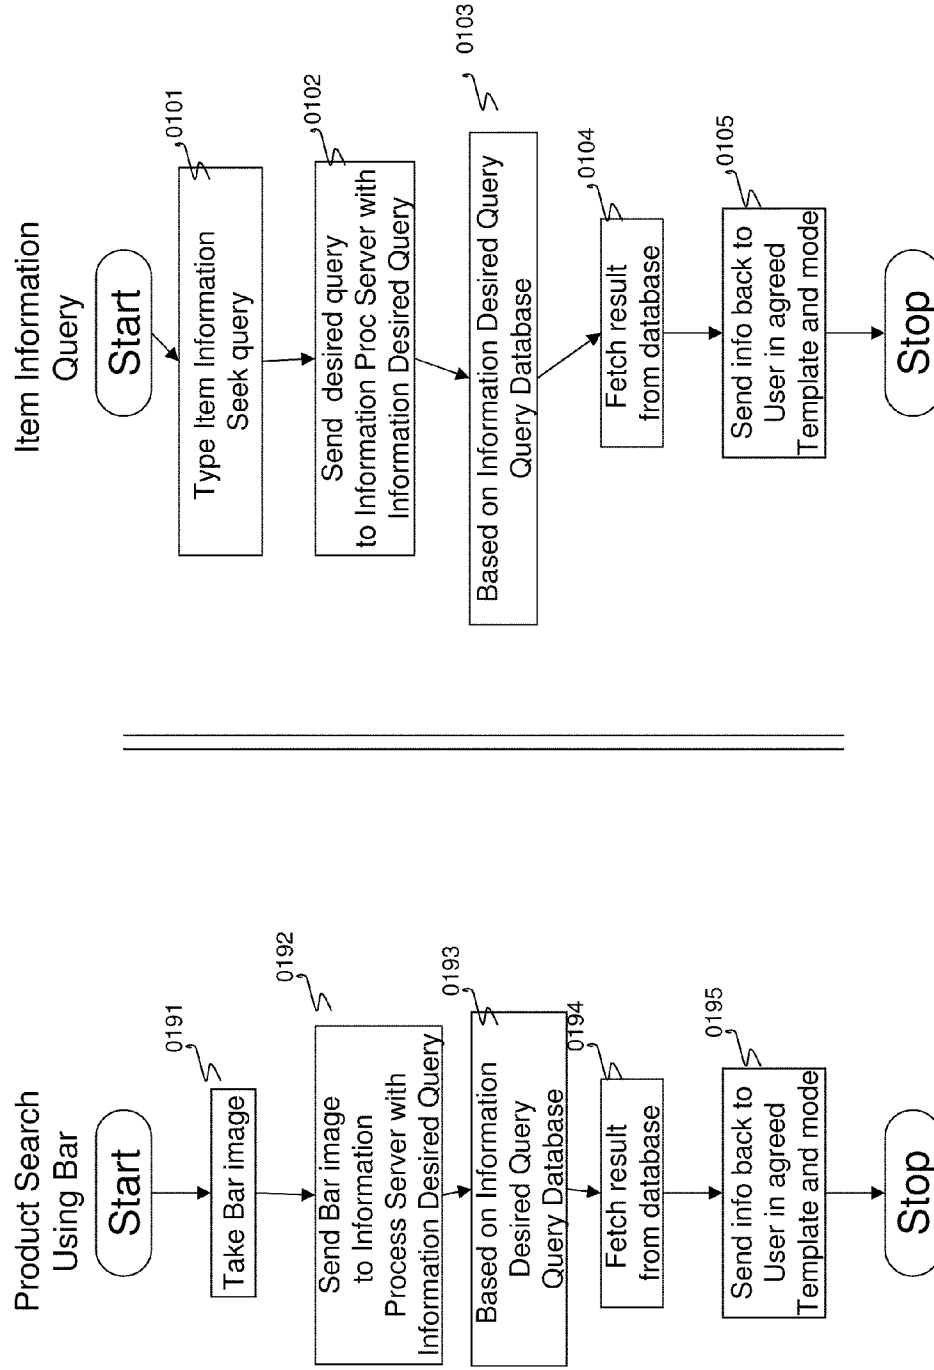 Product Search
Using Bar
Start
0191
Take Bar image
0192
Send Bar image
to Information
Process Server with
Information Desired Query
0193
Based on Information
Desired Query
Query Database
0194
Fetch result
from database
0195
Send info back to
User in agreed
Template and mode
Stop
Item Information
Query
Start
0101
Type Item Information
Seek query
0102
Send desired query
to Information Proc Server with
Information Desired Query
0103
Based on Information Desired Query
Query Database
0104
Fetch result
from database
0105
Send info back to
User in agreed
Template and mode
Stop